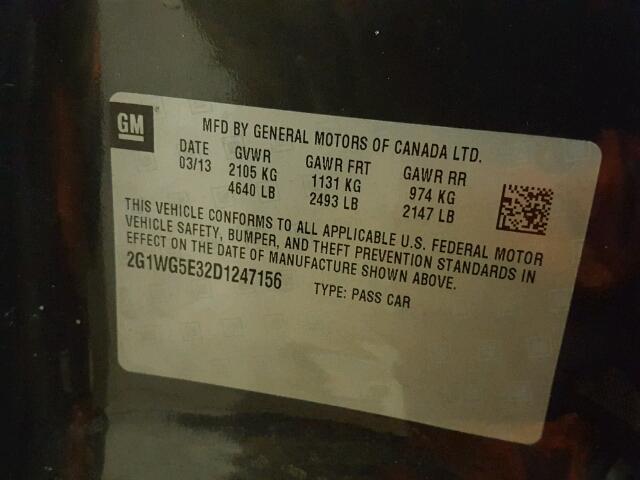 GM
MFD BY GENERAL MOTORS OF CANADA LTD.
DATE GVWR GAWR FRT GAWR RR
03/13 2105 KG 1131 KG 974 KG
4640 LB 2493 LB 2147 LB
THIS VEHICLE CONFORMS TO ALL APPLICABLE U.S. FEDERAL MOTOR
VEHICLE SAFETY, BUMPER, AND THEFT PREVENTION STANDARDS IN
EFFECT ON THE DATE OF MANUFACTURE SHOWN ABOVE.
2G1WG5E32D1247156 TYPE: PASS CAR